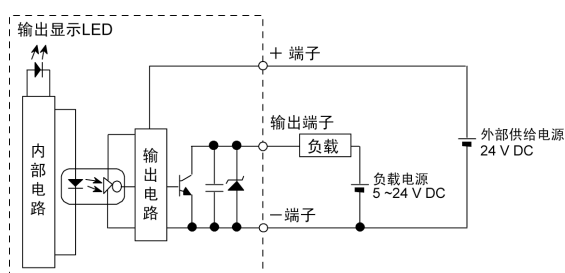 输出显示LED
＋ 端子
输出端子
负载
内部电路
输出电路
外部供给电源
24 V DC
负载电源
5 ~24 V DC
－端子